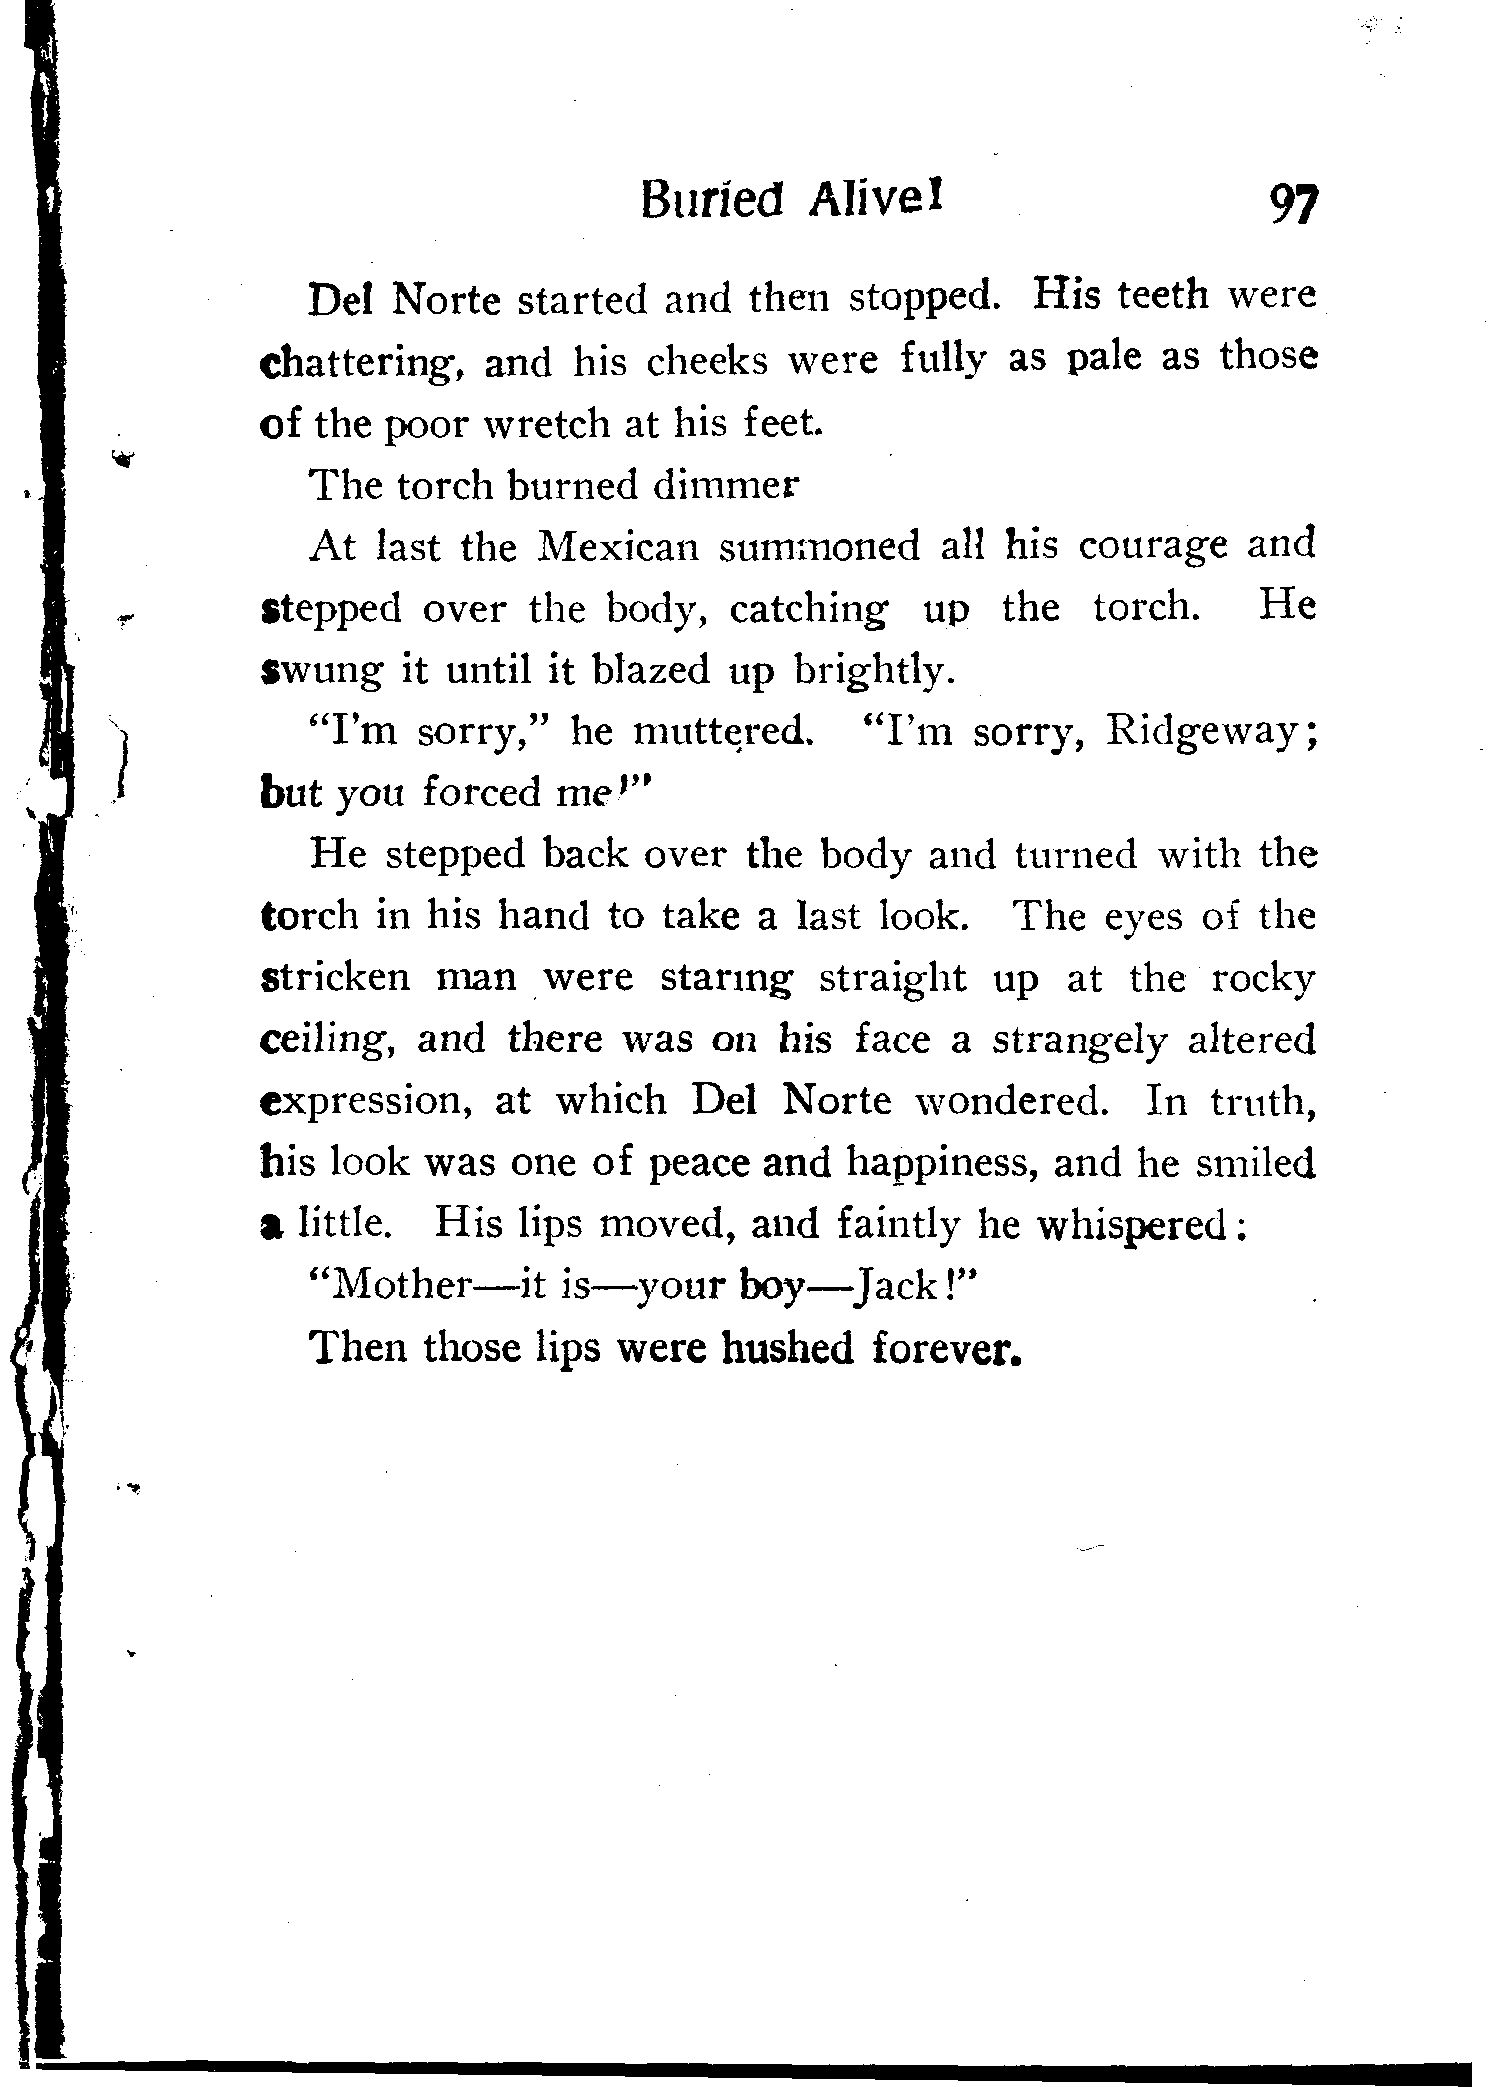 Buried Alive! 97
Del Norte started and then stopped. His teeth were
chattering, and his cheeks were fully as pale as those
of the poor wretch at his feet.
The torch burned dimmer
At last the Mexican summoned all his courage and
stepped over the body, catching up the torch. He
swung it until it blazed up brightly.
“I’m sorry,” he muttered. “I’m sorry, Ridgeway;
but you forced me!”
He stepped back over the body and turned with the
torch in his hand to take a last look. The eyes of the
stricken man were staring straight up at the rocky
ceiling, and there was on his face a strangely altered
expression, at which Del Norte wondered. In truth,
his look was one of peace and happiness, and he smiled
a little. His lips moved, and faintly he whispered:
“Mother—it is—your boy—Jack!”
Then those lips were hushed forever.